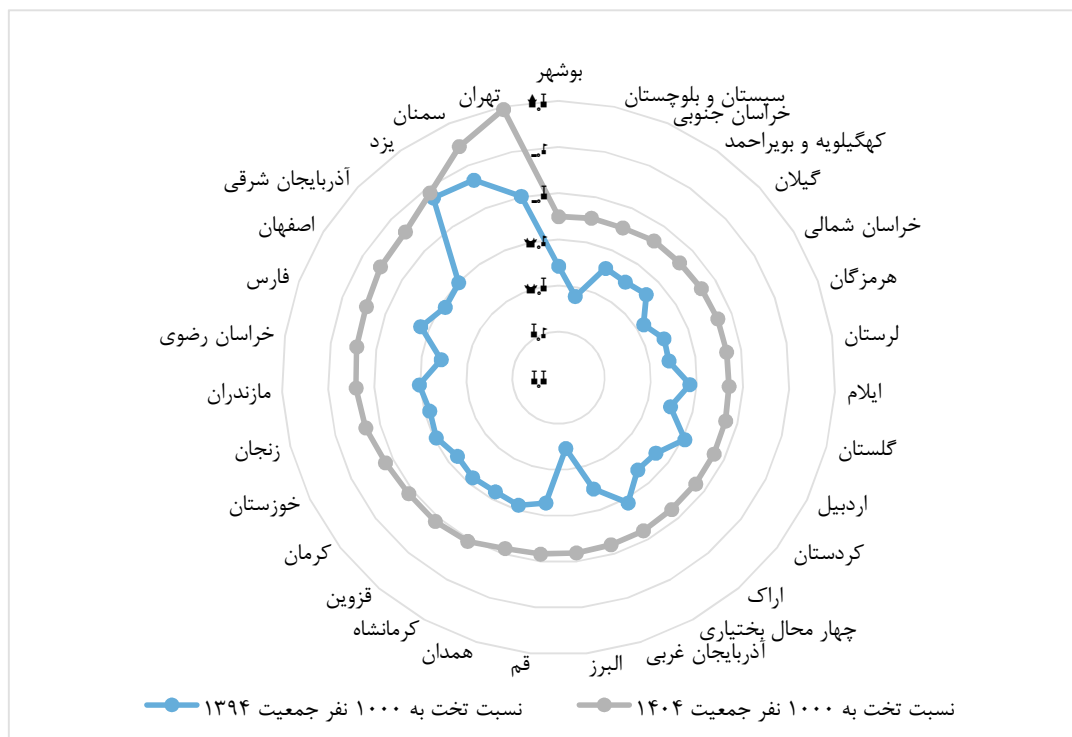 بوشهر
سیستان و بلوچستان
خراسان جنوبی
کهگیلویه و بویراحمد
گیلان
خراسان شمالی
هرمزگان
لرستان
ایلام
گلستان
اردبیل
کردستان
اراک
چهار محال بختیاری
آذربایجان غربی
البرز
قم
همدان
کرمانشاه
قزوین
کرمان
خوزستان
زنجان
مازندران
خراسان رضوی
فارس
اصفهان
آذربایجان شرقی
یزد
سمنان
تهران
نسبت تخت به ۱۰۰۰ نفر جمعیت ۱۳۹۴
نسبت تخت به ۱۰۰۰ نفر جمعیت ۱۴۰۴